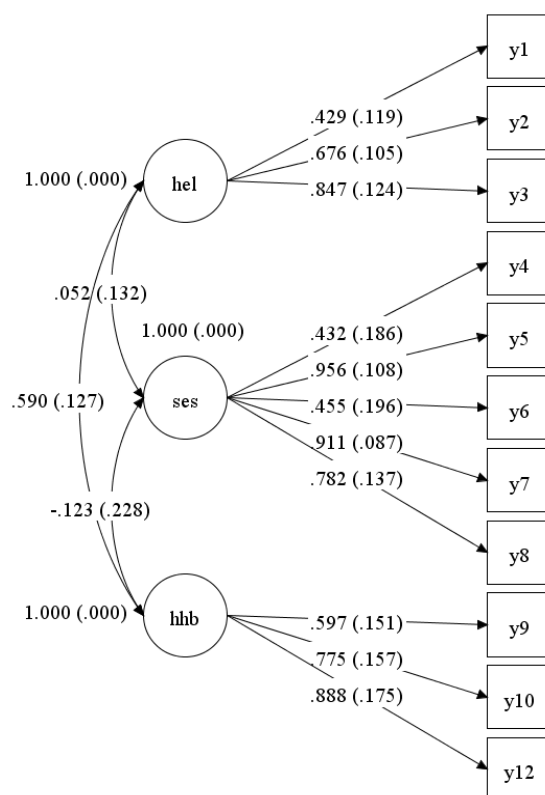 y1
.429 (.119)
y2
.676 (.105)
1.000 (.000)
hel
.847 (.124)
y3
y4
.052 (.132)
1.000 (.000)
.432 (.186)
y5
.956 (.108)
.590 (.127)
ses
.455 (.196)
y6
.911 (.087)
.782 (.137)
y7
-.123 (.228)
y8
1.000 (.000)
hhb
.597 (.151)
y9
.775 (.157)
.888 (.175)
y10
y12